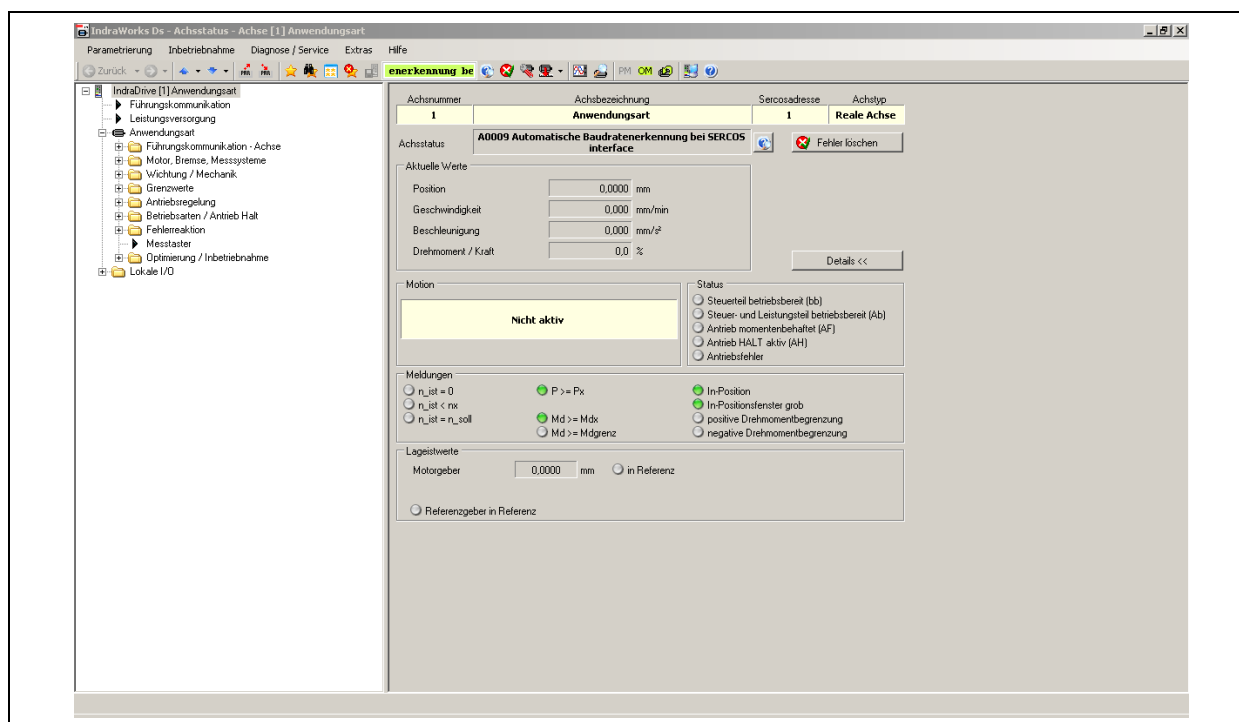 IndraWorks Ds - Achsstatus - Achse [1] Anwendungsart
Parametrierung Inbetriebnahme Diagnose / Service Extras Hilfe
Zurück
enerkennung be
PM OM
IndraDrive [1] Anwendungsart
Führungskommunikation
Leistungsversorgung
Anwendungsart
Führungskommunikation - Achse
Motor, Bremse, Messsysteme
Wichtung / Mechanik
Grenzwerte
Antriebsregelung
Betriebsarten / Antrieb Halt
Fehlerreaktion
Messtaster
Optimierung / Inbetriebnahme
Lokale I/O
Achsnummer Achsbezeichnung Sercosadresse Achstyp
1 Anwendungsart 1 Reale Achse
Achsstatus
A0009 Automatische Baudratenerkennung bei SERCOS
interface
Fehler löschen
Aktuelle Werte
Position 0,0000 mm
Geschwindigkeit 0,000 mm/min
Beschleunigung 0,000 mm/s²
Drehmoment / Kraft 0,0 %
Details <<
Motion
Nicht aktiv
Status
Steuerteil betriebsbereit (bb)
Steuer- und Leistungsteil betriebsbereit (Ab)
Antrieb momentenbehaftet (AF)
Antrieb HALT aktiv (AH)
Antriebsfehler
Meldungen
n_ist = 0 P >= Px In-Position
n_ist < nx In-Positionsfenster grob
n_ist = n_soll Md >= Mdx positive Drehmomentbegrenzung
Md >= Mdgrenz negative Drehmomentbegrenzung
Lageistwerte
Motorgeber 0,0000 mm in Referenz
Referenzgeber in Referenz